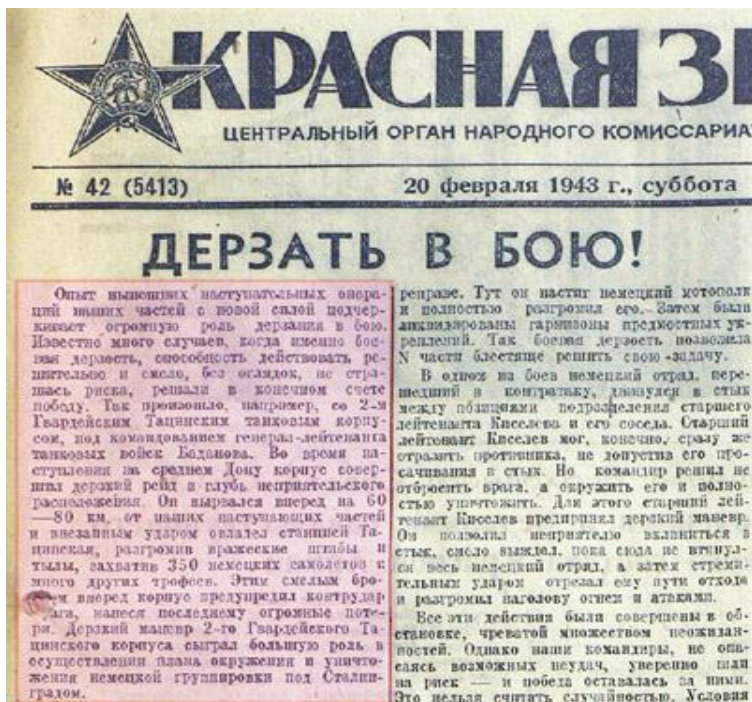 КРАСНАЯ ЗВ
ЦЕНТРАЛЬНЫЙ ОРГАН НАРОДНОГО КОМИССАРИА
№ 42 (5413)
20 февраля 1943 г., суббота
ДЕРЗАТЬ В БОЮ!
Опыт нынешних наступательных опера-
ций наших частей с новой силой подчер-
кивает огромную роль дерзания в бою.
Известно много случаев, когда именно бое-
вая дерзость, способность действовать ре-
шительно и смело, без оглядок, не стра-
шась риска, решали в конечном счете
победу. Так произошло, например, со 2-м
Гвардейским Тацинским танковым корпу-
сом, под командованием генерал-лейтенанта
танковых войск Баданова. Во время на-
ступления на среднем Дону корпус совер-
шил дерзкий рейд в глубь неприятельского
расположения. Он вырвался вперед на 60
—80 км. от наших наступающих частей
и внезапным ударом овладел станцией Та-
цинская, разгромив вражеские штабы и
тылы, захватив 350 немецких самолетов и
много других трофеев. Этим смелым бро-
м вперед корпус предупредил контрудар
рага, нанеся последнему огромные поте-
ри. Дерзкий маневр 2-го Гвардейского Та-
цинского корпуса сыграл большую роль в
осуществлении плана окружения и уничто-
жения немецкой группировки под Сталин-
градом.
реправе. Тут он настиг немецкий мотополк
и полностью разгромил его. Затем были
ликвидированы гарнизоны предмостных ук-
реплений. Так боевая дерзость позволила
N части блестяще решить свою задачу.
В одном из боев немецкий отряд, пере-
шедший в контратаку, двинулся в стык
между позициями подразделения старшего
лейтенанта Киселева и его соседа. Старший
лейтенант Киселев мог, конечно, сразу же
отразить противника, не допустив его про-
сачивания в стык. Но командир решил не
отбросить врага, а окружить его и полно-
стью уничтожить. Для этого старший лей-
тенант Киселев предпринял дерзкий маневр.
Он позволил неприятелю вклиниться в
стык, смело выждал, пока сюда не втянул-
ся весь немецкий отряд, а затем стреми-
тельным ударом отрезал ему пути отхода
и разгромил наголову огнем и атаками.
Все эти действия были совершены в об-
становке, чреватой множеством неожидан-
ностей. Однако наши командиры, не опа-
саясь возможных неудач, уверенно шли
на риск — и победа оставалась за ними.
Это нельзя считать случайностью. Условия